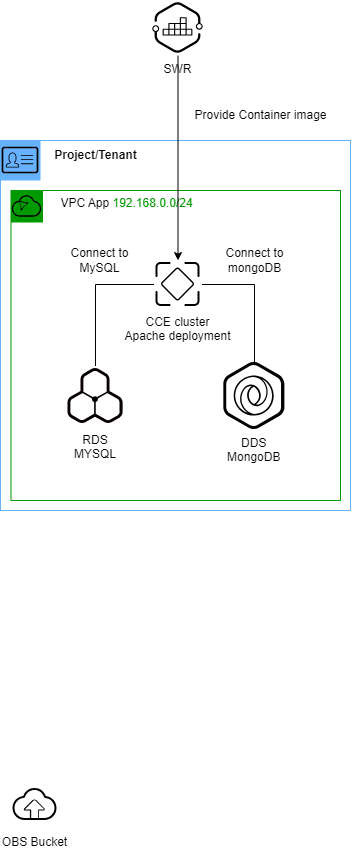 SWR
Provide Container image
Project/Tenant
VPC App 192.168.0.0/24
Connect to
MySQL
Connect to
mongoDB
CCE cluster
Apache deployment
RDS
MYSQL
DDS
MongoDB
OBS Bucket